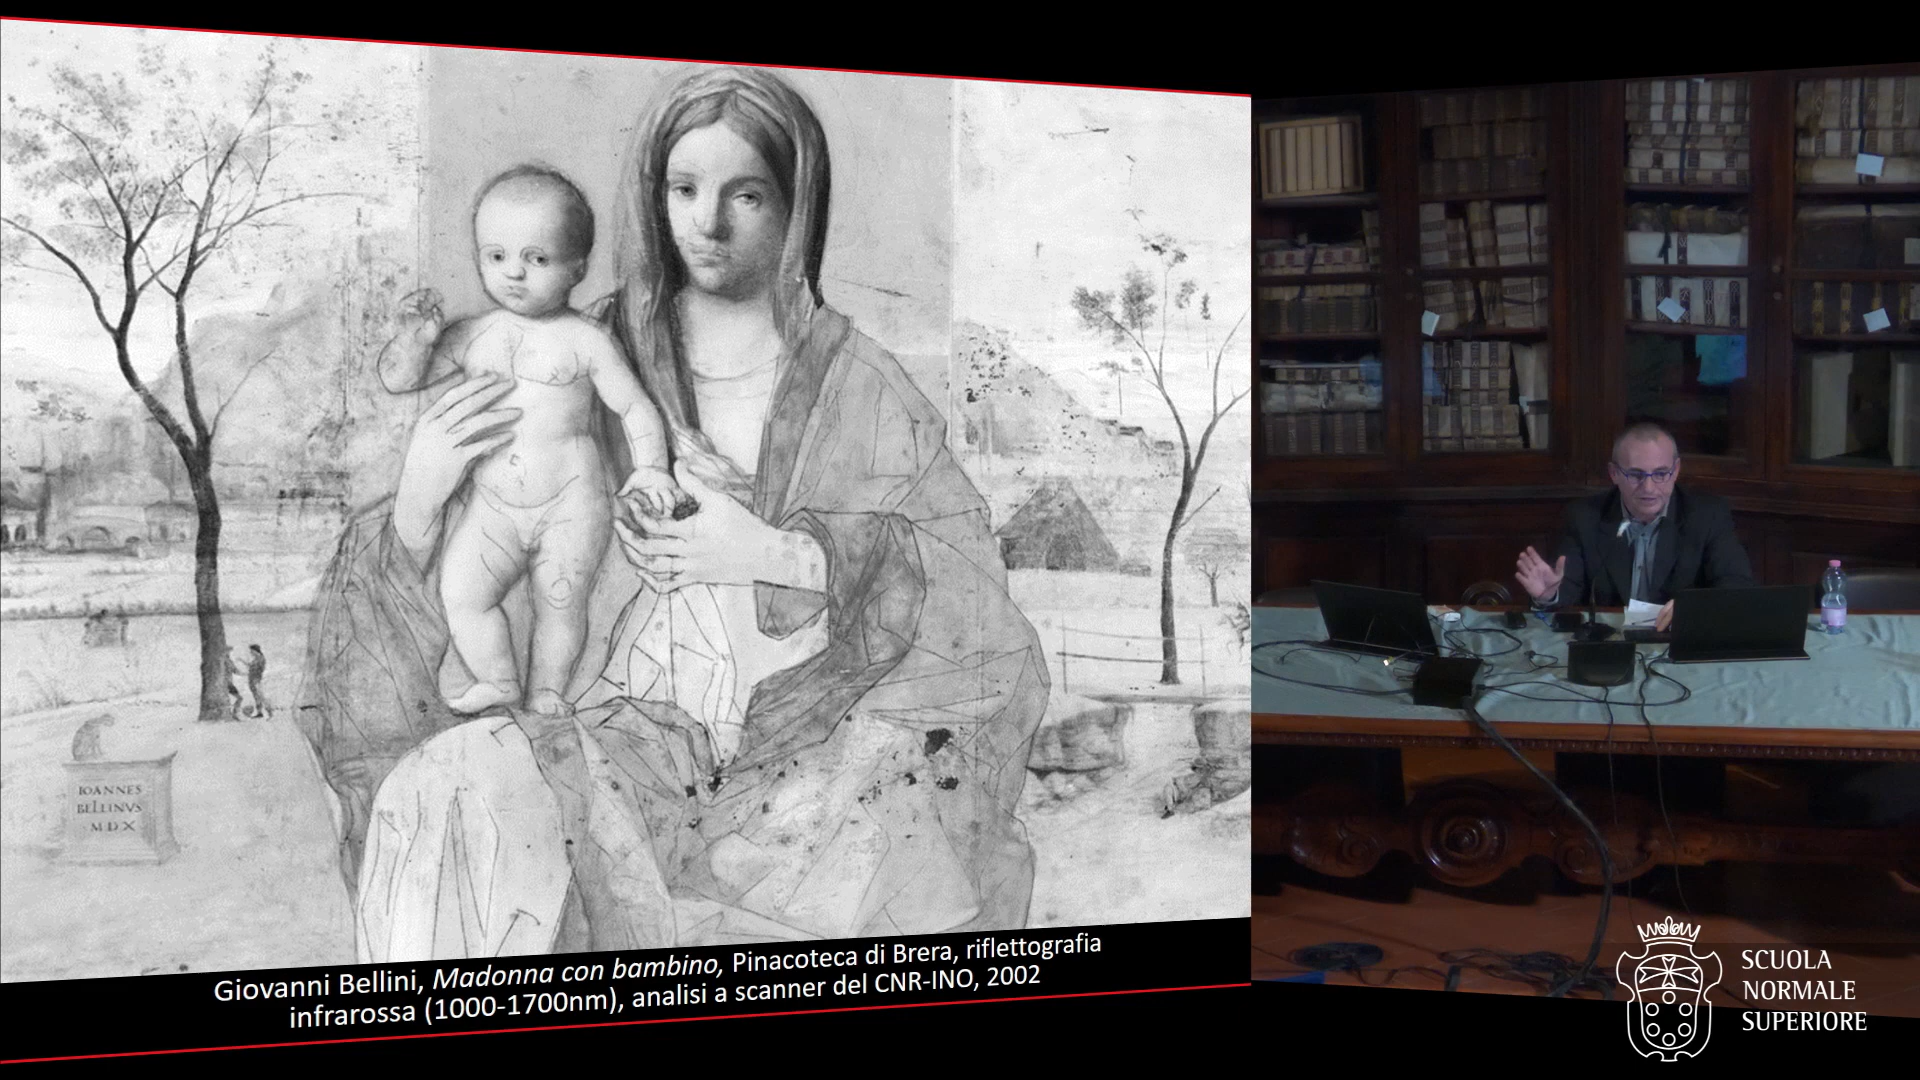 IOANNES
BELLINVS
MDX
Giovanni Bellini, Madonna con bambino, Pinacoteca di Brera, riflettografia
infrarossa (1000-1700nm), analisi a scanner del CNR-INO, 2002
SCUOLA
NORMALE
SUPERIORE